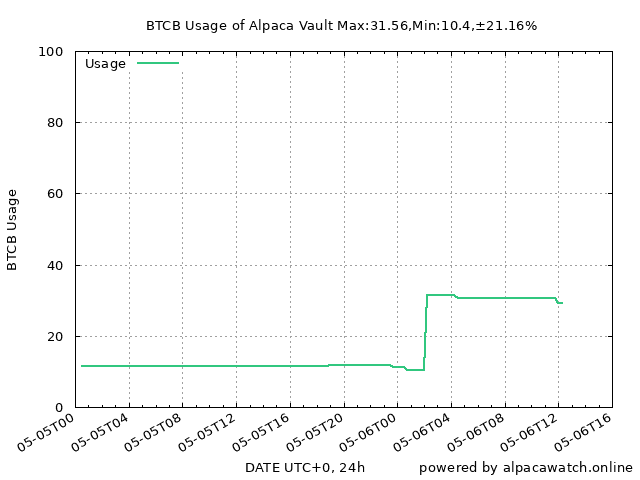 BTCB Usage of Alpaca Vault Max:31.56,Min:10.4,±21.16%
Usage
100
80
60
40
20
0
BTCB Usage
05-05T00
05-05T04
05-05T08
05-05T12
05-05T16
05-05T20
05-06T00
05-06T04
05-06T08
05-06T12
05-06T16
DATE UTC+0, 24h
powered by alpacawatch.online